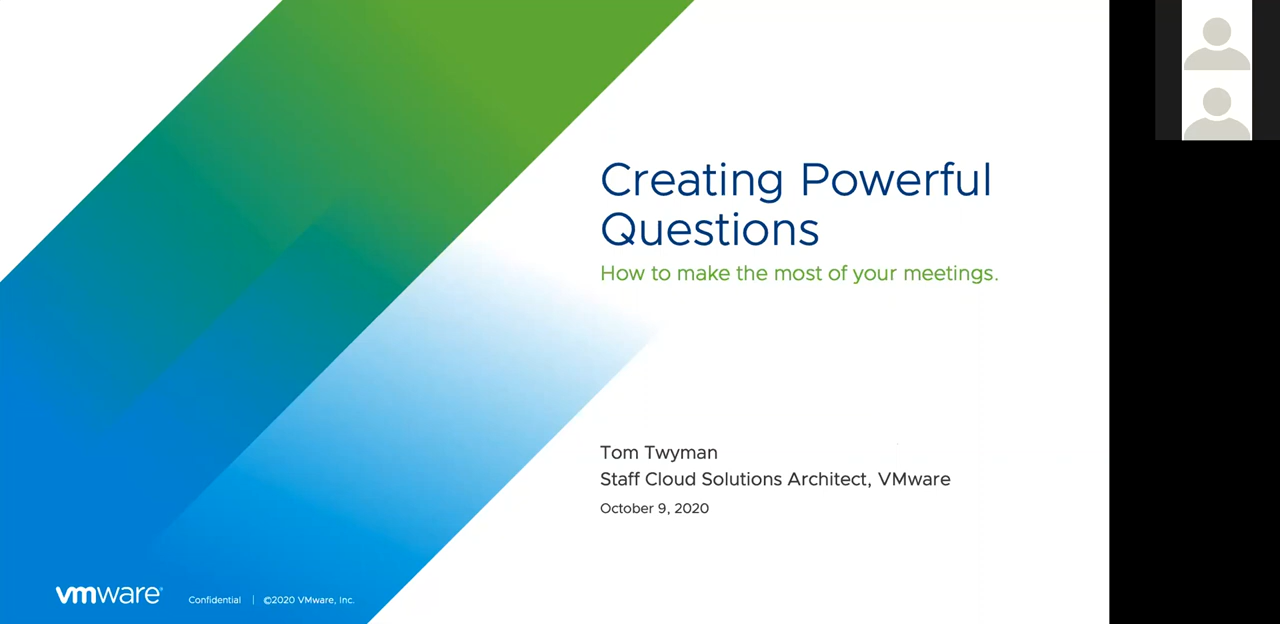 Creating Powerful
Questions
How to make the most of your meetings.
Tom Twyman
Staff Cloud Solutions Architect, VMware
October 9, 2020
vmware®
Confidential | ©2020 VMware, Inc.